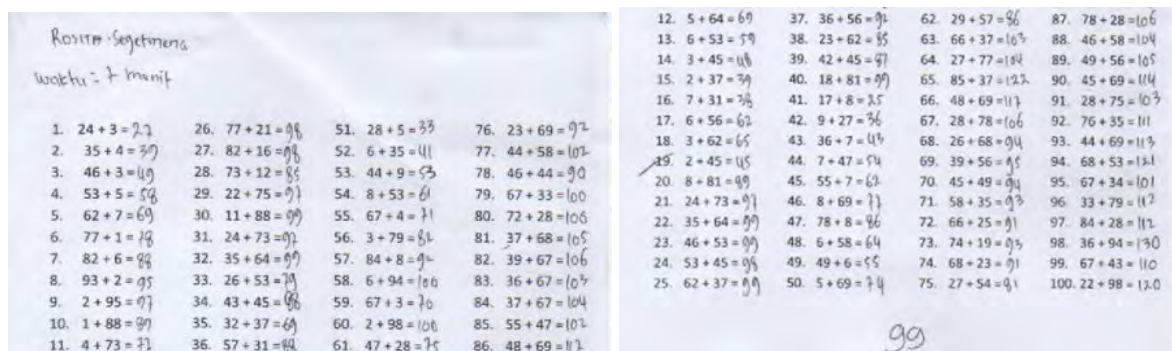 Rosita Segetmena
Waktu = 7 menit
1. 24 + 3 = 27 26. 77 + 21 = 98 51. 28 + 5 = 33 76. 23 + 69 = 92
2. 35 + 4 = 39 27. 82 + 16 = 98 52. 6 + 35 = 41 77. 44 + 58 = 102
3. 46 + 3 = 49 28. 73 + 12 = 85 53. 44 + 9 = 53 78. 46 + 44 = 90
4. 53 + 5 = 58 29. 22 + 75 = 97 54. 8 + 53 = 61 79. 67 + 33 = 100
5. 62 + 7 = 69 30. 11 + 88 = 99 55. 67 + 4 = 71 80. 72 + 28 = 100
6. 77 + 1 = 78 31. 24 + 73 = 97 56. 3 + 79 = 82 81. 37 + 68 = 105
7. 82 + 6 = 88 32. 35 + 64 = 99 57. 84 + 8 = 92 82. 39 + 67 = 106
8. 93 + 2 = 95 33. 26 + 53 = 79 58. 6 + 94 = 100 83. 36 + 67 = 103
9. 2 + 95 = 97 34. 43 + 45 = 88 59. 67 + 3 = 70 84. 37 + 67 = 104
10. 1 + 88 = 89 35. 32 + 37 = 69 60. 2 + 98 = 100 85. 55 + 47 = 102
11. 4 + 73 = 77 36. 57 + 31 = 88 61. 47 + 28 = 75 86. 48 + 69 = 117
12. 5 + 64 = 69 37. 36 + 56 = 92 62. 29 + 57 = 86 87. 78 + 28 = 106
13. 6 + 53 = 59 38. 23 + 62 = 85 63. 66 + 37 = 103 88. 46 + 58 = 104
14. 3 + 45 = 48 39. 42 + 45 = 87 64. 27 + 77 = 104 89. 49 + 56 = 105
15. 2 + 37 = 39 40. 18 + 81 = 99 65. 85 + 37 = 122 90. 45 + 69 = 114
16. 7 + 31 = 38 41. 17 + 8 = 25 66. 48 + 69 = 117 91. 28 + 75 = 103
17. 6 + 56 = 62 42. 9 + 27 = 36 67. 28 + 78 = 106 92. 76 + 35 = 111
18. 3 + 62 = 65 43. 36 + 7 = 43 68. 26 + 68 = 94 93. 44 + 69 = 113
19. 2 + 45 = 45 44. 7 + 47 = 54 69. 39 + 56 = 95 94. 68 + 53 = 121
20. 8 + 81 = 89 45. 55 + 7 = 62 70. 45 + 49 = 94 95. 67 + 34 = 101
21. 24 + 73 = 97 46. 8 + 69 = 77 71. 58 + 35 = 93 96. 33 + 79 = 112
22. 35 + 64 = 99 47. 78 + 8 = 86 72. 66 + 25 = 91 97. 84 + 28 = 112
23. 46 + 53 = 99 48. 6 + 58 = 64 73. 74 + 19 = 93 98. 36 + 94 = 130
24. 53 + 45 = 98 49. 49 + 6 = 55 74. 68 + 23 = 91 99. 67 + 43 = 110
25. 62 + 37 = 99 50. 5 + 69 = 74 75. 27 + 54 = 81 100. 22 + 98 = 120
99